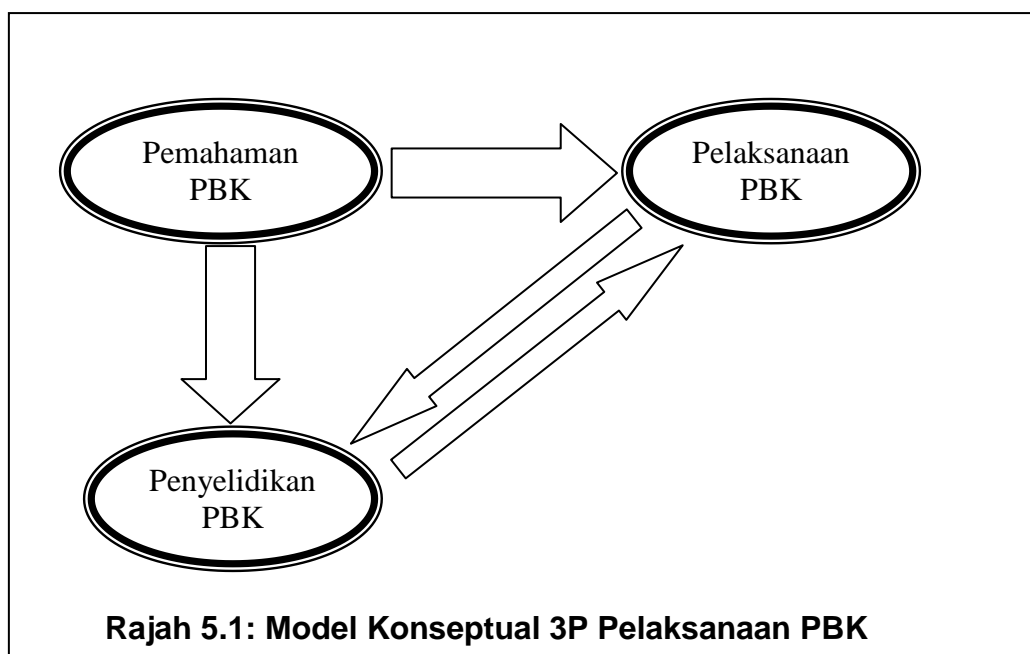 Pemahaman
PBK
Pelaksanaan
PBK
Penyelidikan
PBK
Rajah 5.1: Model Konseptual 3P Pelaksanaan PBK